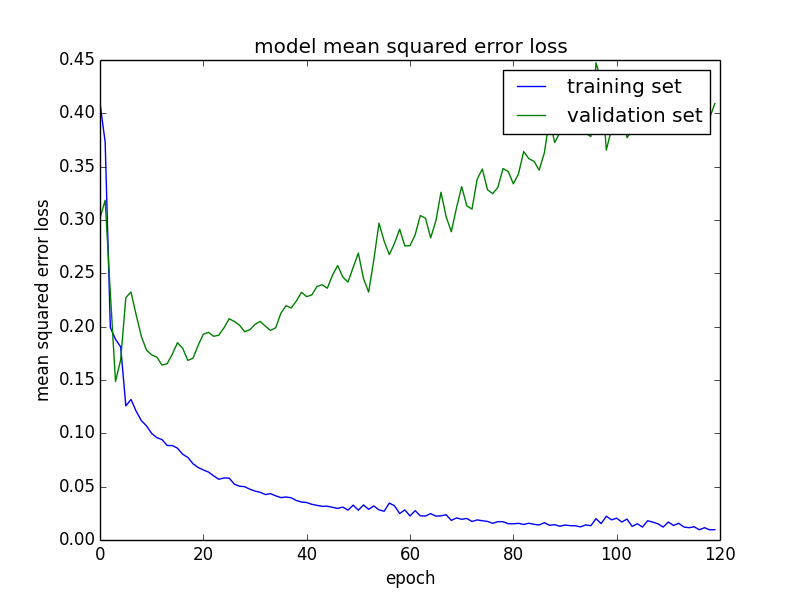 model mean squared error loss
0.45
0.40
0.35
0.30
0.25
0.20
0.15
0.10
0.05
0.00
mean squared error loss
training set
validation set
0 20 40 60 80 100 120
epoch